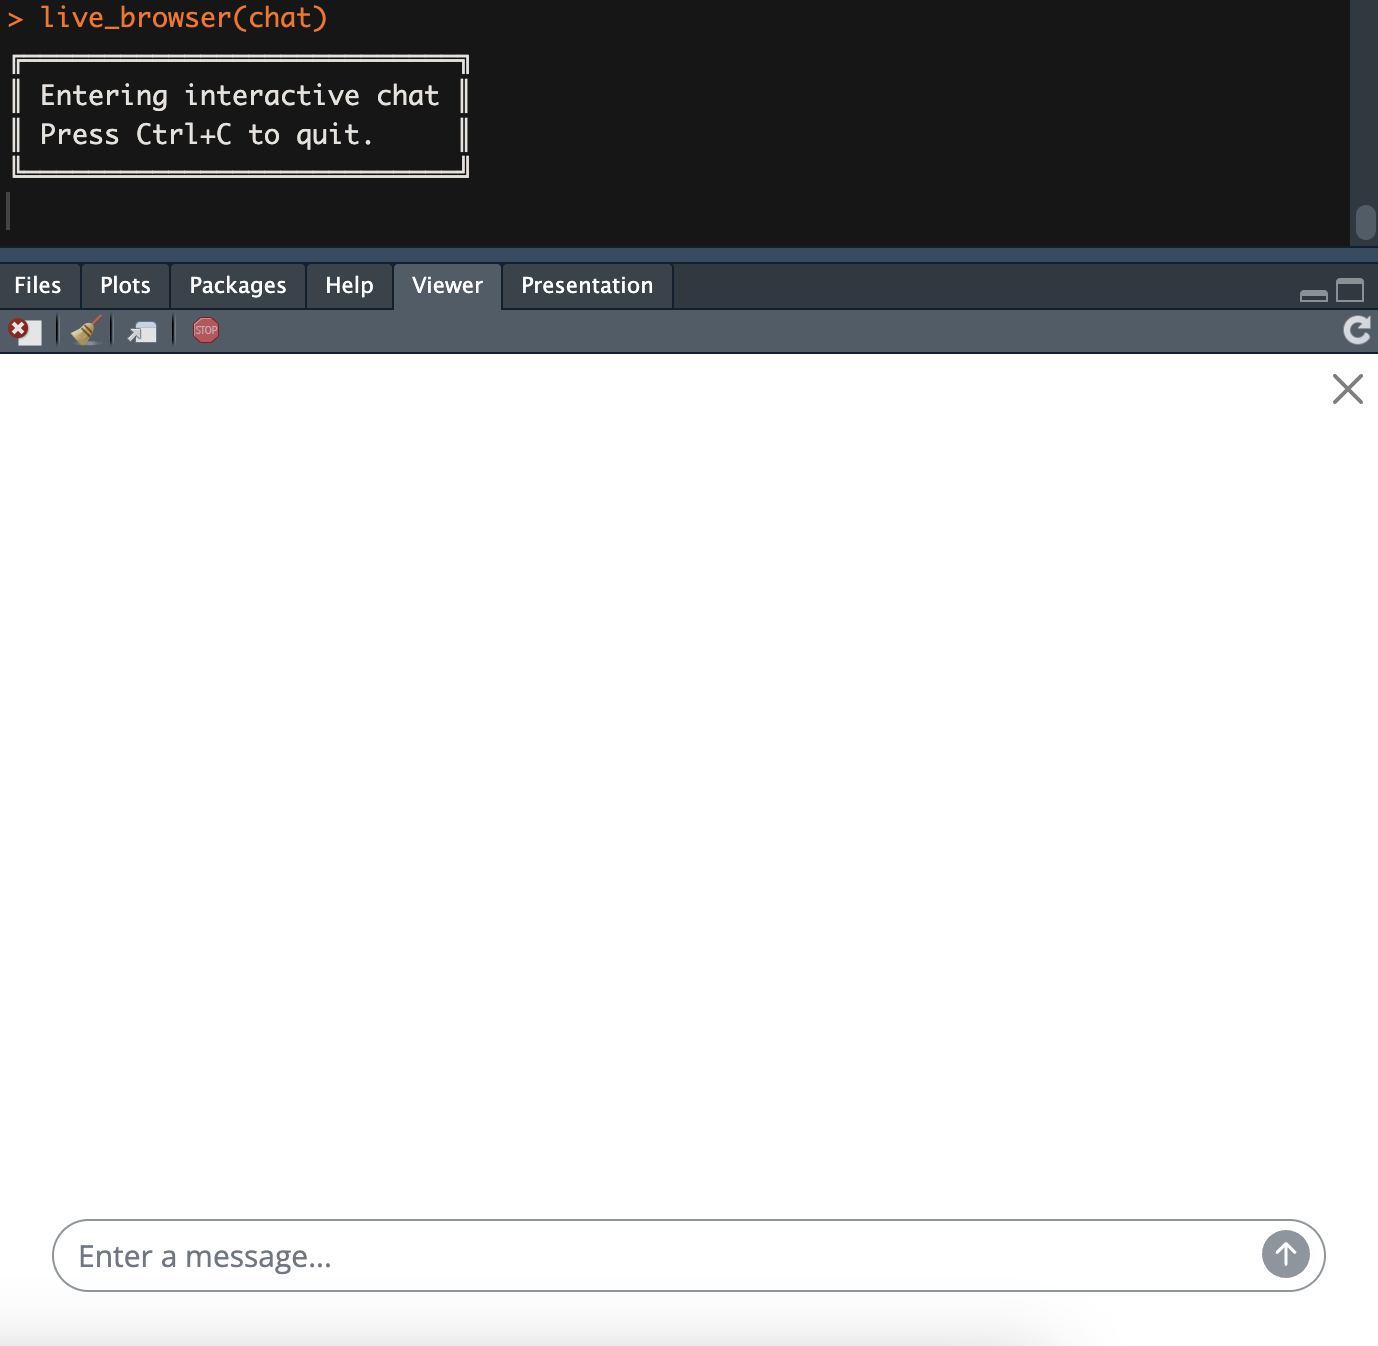 > live_browser(chat)
Entering interactive chat
Press Ctrl+C to quit.
Files Plots Packages Help Viewer Presentation
STOP
Enter a message...